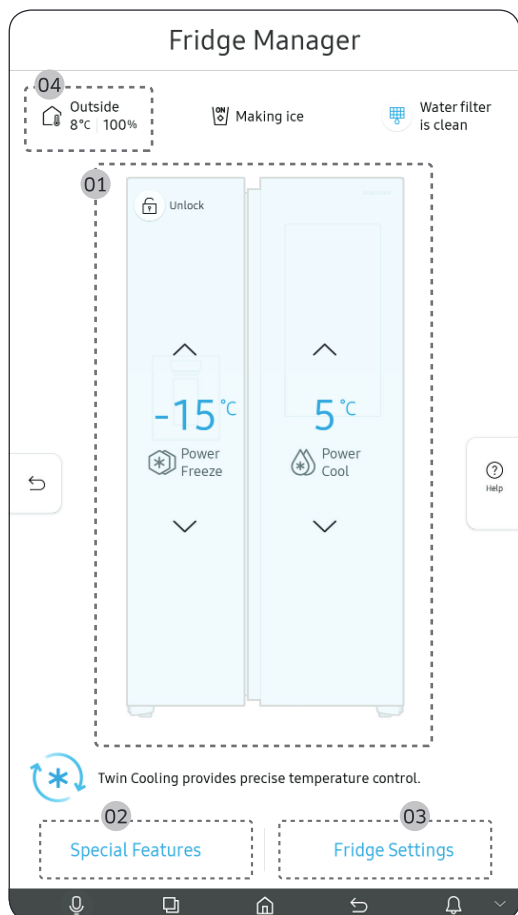 Fridge Manager
04
Outside
8°C | 100%
ON
Making ice
Water filter
is clean
01
Unlock
-15 °C
5 °C
Power
Freeze
Power
Cool
?
Help
Twin Cooling provides precise temperature control.
02
03
Special Features
Fridge Settings